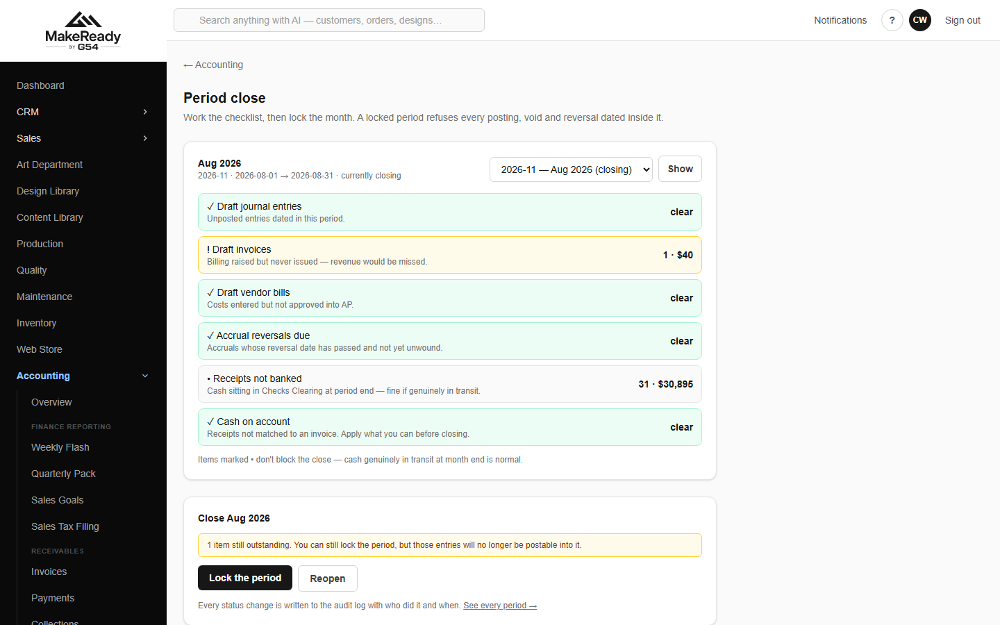 MakeReady
BY G54
Search anything with AI — customers, orders, designs...
Notifications
?
CW
Sign out
Dashboard
CRM
Sales
Art Department
Design Library
Content Library
Production
Quality
Maintenance
Inventory
Web Store
Accounting
Overview
FINANCE REPORTING
Weekly Flash
Quarterly Pack
Sales Goals
Sales Tax Filing
RECEIVABLES
Invoices
Payments
Collections
← Accounting
Period close
Work the checklist, then lock the month. A locked period refuses every posting, void and reversal dated inside it.
Aug 2026
2026-11 · 2026-08-01 → 2026-08-31 · currently closing
2026-11 — Aug 2026 (closing)
Show
✓ Draft journal entries
Unposted entries dated in this period.
clear
! Draft invoices
Billing raised but never issued — revenue would be missed.
1 · $40
✓ Draft vendor bills
Costs entered but not approved into AP.
clear
✓ Accrual reversals due
Accruals whose reversal date has passed and not yet unwound.
clear
• Receipts not banked
Cash sitting in Checks Clearing at period end — fine if genuinely in transit.
31 · $30,895
✓ Cash on account
Receipts not matched to an invoice. Apply what you can before closing.
clear
Items marked • don't block the close — cash genuinely in transit at month end is normal.
Close Aug 2026
1 item still outstanding. You can still lock the period, but those entries will no longer be postable into it.
Lock the period
Reopen
Every status change is written to the audit log with who did it and when. See every period →